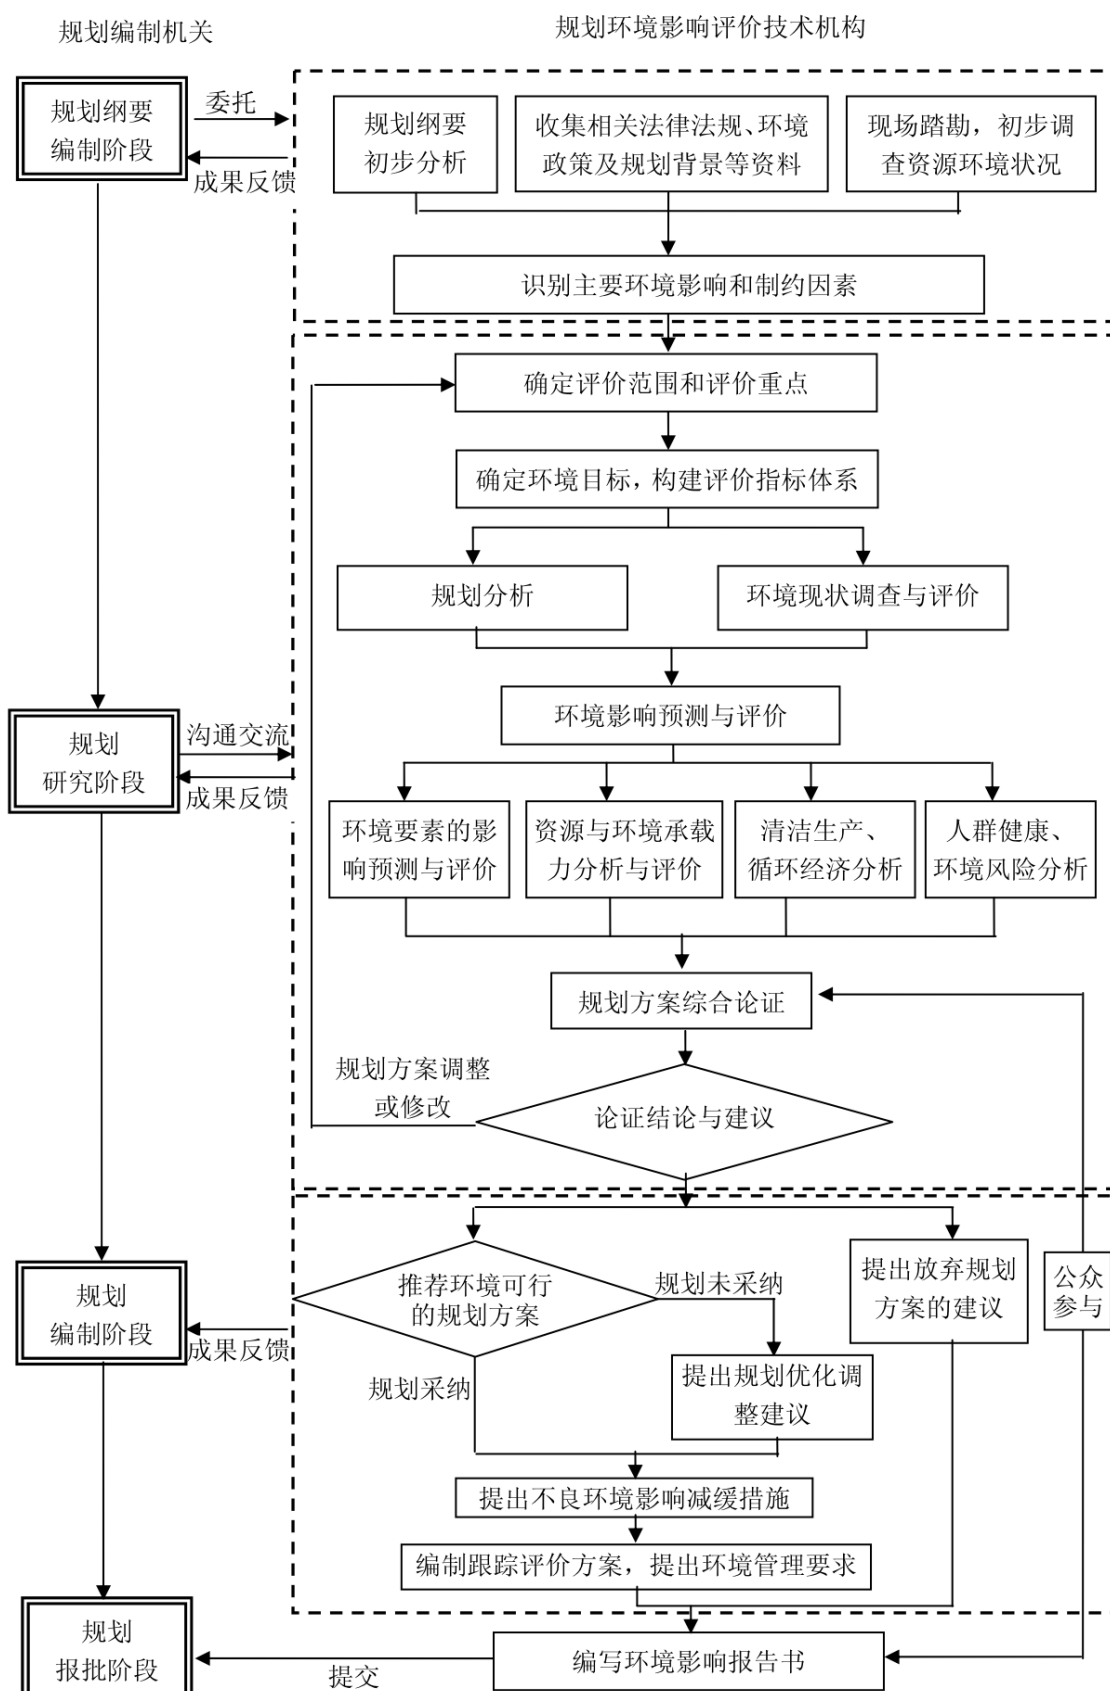 规划编制机关
规划环境影响评价技术机构
规划纲要
编制阶段
委托
成果反馈
规划纲要
初步分析
收集相关法律法规、环境
政策及规划背景等资料
现场踏勘，初步调
查资源环境状况
识别主要环境影响和制约因素
确定评价范围和评价重点
确定环境目标，构建评价指标体系
规划分析
环境现状调查与评价
环境影响预测与评价
规划
研究阶段
沟通交流
成果反馈
环境要素的影
响预测与评价
资源与环境承载
力分析与评价
清洁生产、
循环经济分析
人群健康、
环境风险分析
规划方案综合论证
规划方案调整
或修改
论证结论与建议
规划
编制阶段
成果反馈
推荐环境可行
的规划方案
规划未采纳
提出放弃规划
方案的建议
公众
参与
规划采纳
提出规划优化调
整建议
提出不良环境影响减缓措施
编制跟踪评价方案，提出环境管理要求
规划
报批阶段
提交
编写环境影响报告书